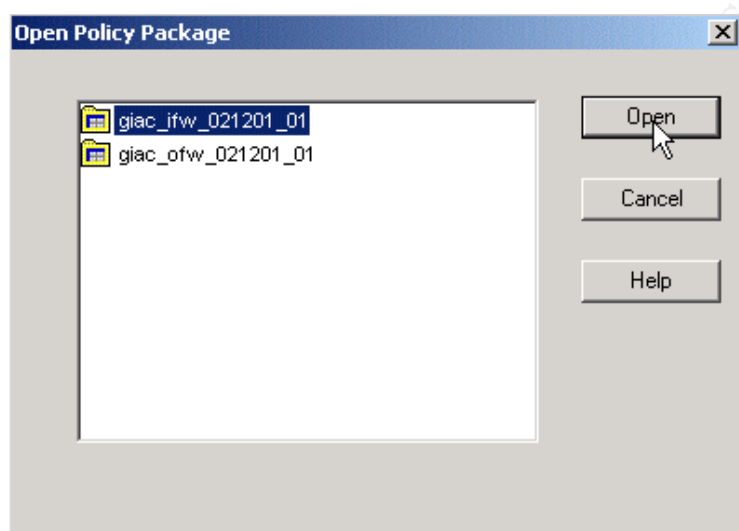 Open Policy Package
giac_ifw_021201_01
giac_ofw_021201_01
Open
Cancel
Help